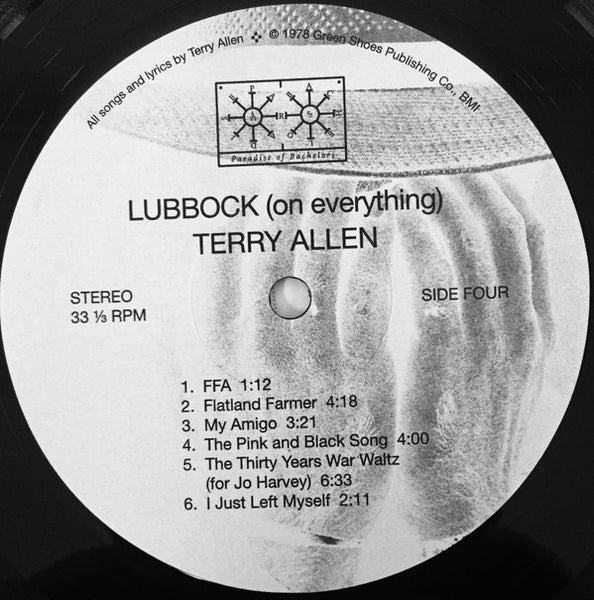 All songs and lyrics by Terry Allen ✤ © 1978 Green Shoes Publishing Co., BMI
Paradise of Bachelors
LUBBOCK (on everything)
TERRY ALLEN
STEREO
33 ⅓ RPM
SIDE FOUR
1. FFA 1:12
2. Flatland Farmer 4:18
3. My Amigo 3:21
4. The Pink and Black Song 4:00
5. The Thirty Years War Waltz
(for Jo Harvey) 6:33
6. I Just Left Myself 2:11